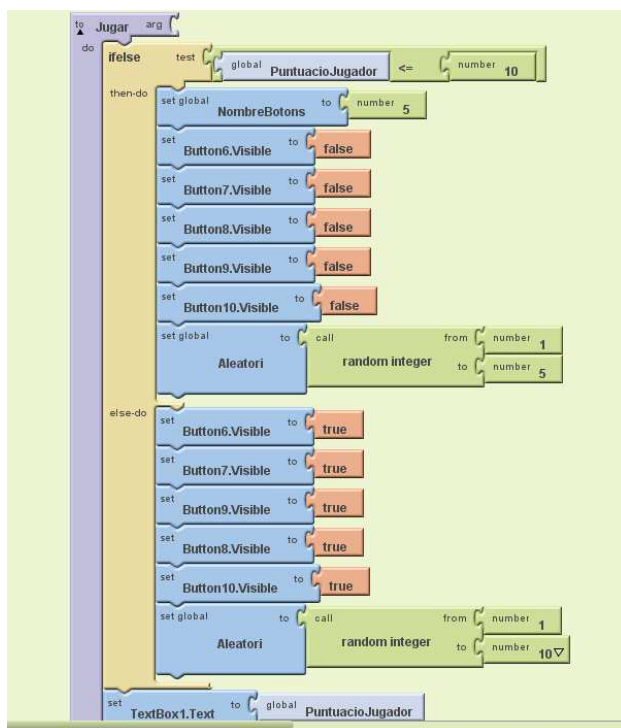 to Jugar arg
do
ifelse test global PuntuacioJugador <= number 10
then-do set global NombreBotons to number 5
set Button6.Visible to false
set Button7.Visible to false
set Button8.Visible to false
set Button9.Visible to false
set Button10.Visible to false
set global Aleatori to call random integer from number 1
to number 5
else-do set Button6.Visible to true
set Button7.Visible to true
set Button9.Visible to true
set Button8.Visible to true
set Button10.Visible to true
set global Aleatori to call random integer from number 1
to number 10
set TextBox1.Text to global PuntuacioJugador